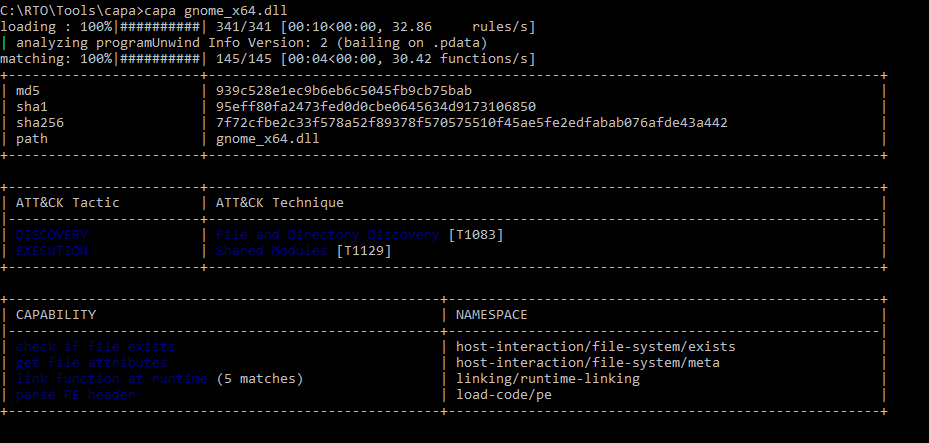 C:\RTO\Tools\capa>capa gnome_x64.dll
loading : 100%|##########| 341/341 [00:10<00:00, 32.86     rules/s]
| analyzing programUnwind Info Version: 2 (bailing on .pdata)
matching: 100%|##########| 145/145 [00:04<00:00, 30.42 functions/s]
md5 939c528e1ec9b6eb6c5045fb9cb75bab
sha1 95eff80fa2473fed0d0cbe0645634d9173106850
sha256 7f72cfbe2c33f578a52f89378f570575510f45ae5fe2edfabab076afde43a442
path gnome_x64.dll
ATT&CK Tactic ATT&CK Technique
DISCOVERY File and Directory Discovery [T1083]
EXECUTION Shared Modules [T1129]
CAPABILITY NAMESPACE
check if file exists host-interaction/file-system/exists
get file attributes host-interaction/file-system/meta
link function at runtime (5 matches) linking/runtime-linking
parse PE header load-code/pe